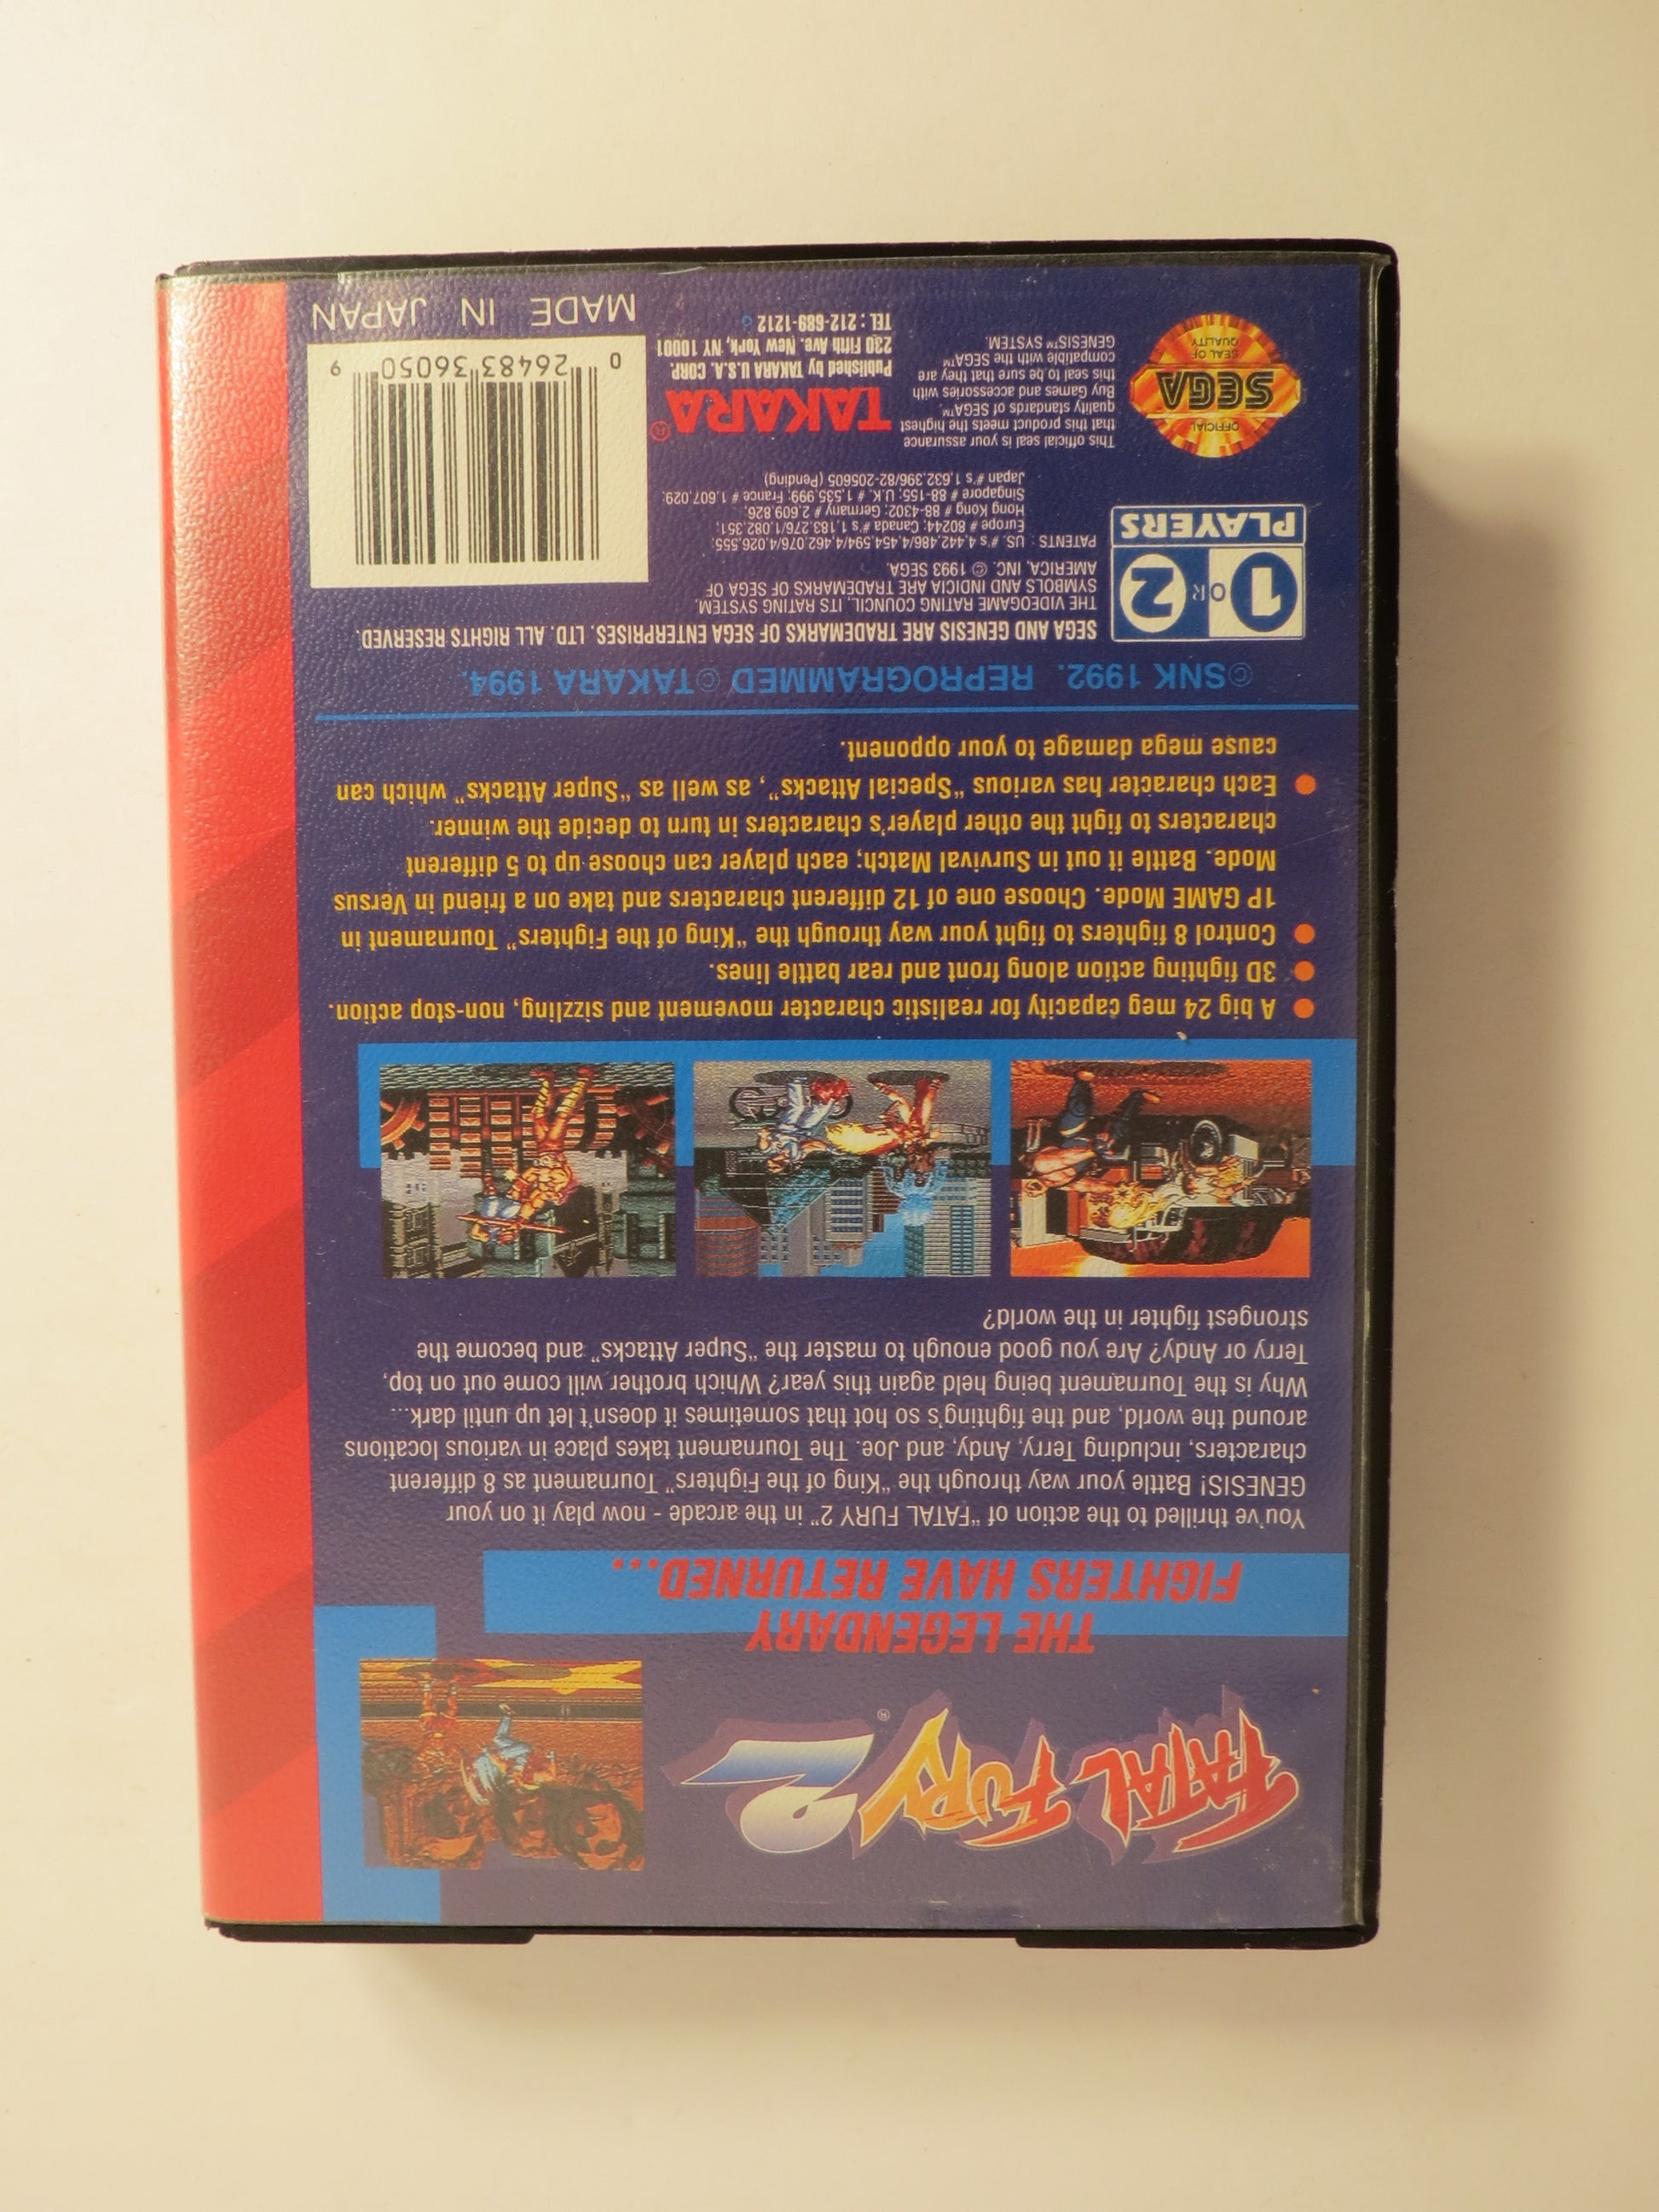 FATAL FURY 2®
THE LEGENDARY
FIGHTERS HAVE RETURNED...
You've thrilled to the action of "FATAL FURY 2" in the arcade - now play it on your
GENESIS! Battle your way through the "King of the Fighters" Tournament as 8 different
characters, including Terry, Andy, and Joe. The Tournament takes place in various locations
around the world, and the fighting's so hot that sometimes it doesn't let up until dark...
Why is the Tournament being held again this year? Which brother will come out on top,
Terry or Andy? Are you good enough to master the "Super Attacks" and become the
strongest fighter in the world?
● A big 24 meg capacity for realistic character movement and sizzling, non-stop action.
● 3D fighting action along front and rear battle lines.
● Control 8 fighters to fight your way through the "King of the Fighters" Tournament in
1P GAME Mode. Choose one of 12 different characters and take on a friend in Versus
Mode. Battle it out in Survival Match; each player can choose up to 5 different
characters to fight the other player's characters in turn to decide the winner.
● Each character has various "Special Attacks", as well as "Super Attacks" which can
cause mega damage to your opponent.
©SNK 1992. REPROGRAMMED ©TAKARA 1994.
1 OR 2
PLAYERS
SEGA AND GENESIS ARE TRADEMARKS OF SEGA ENTERPRISES. LTD. ALL RIGHTS RESERVED.
THE VIDEOGAME RATING COUNCIL, ITS RATING SYSTEM,
SYMBOLS AND INDICIA ARE TRADEMARKS OF SEGA OF
AMERICA, INC. © 1993 SEGA.
PATENTS : US. #'s 4,442,486/4,454,594/4,462,076/4,026,555;
Europe # 80244; Canada #'s 1,183,276/1,082,351;
Hong Kong # 88-4302; Germany # 2,609,826;
Singapore # 88-155; U.K. # 1,535,999; France # 1,607,029;
Japan #'s 1,632,396/82-205605 (Pending)
OFFICIAL
SEGA
SEAL OF
QUALITY
This official seal is your assurance
that this product meets the highest
quality standards of SEGA™.
Buy Games and accessories with
this seal to be sure that they are
compatible with the SEGA™
GENESIS™ SYSTEM.
TAKARA®
Published by TAKARA U.S.A. CORP.
230 Fifth Ave. New York, NY 10001
TEL : 212-689-1212
0 26483 36050 9
MADE IN JAPAN